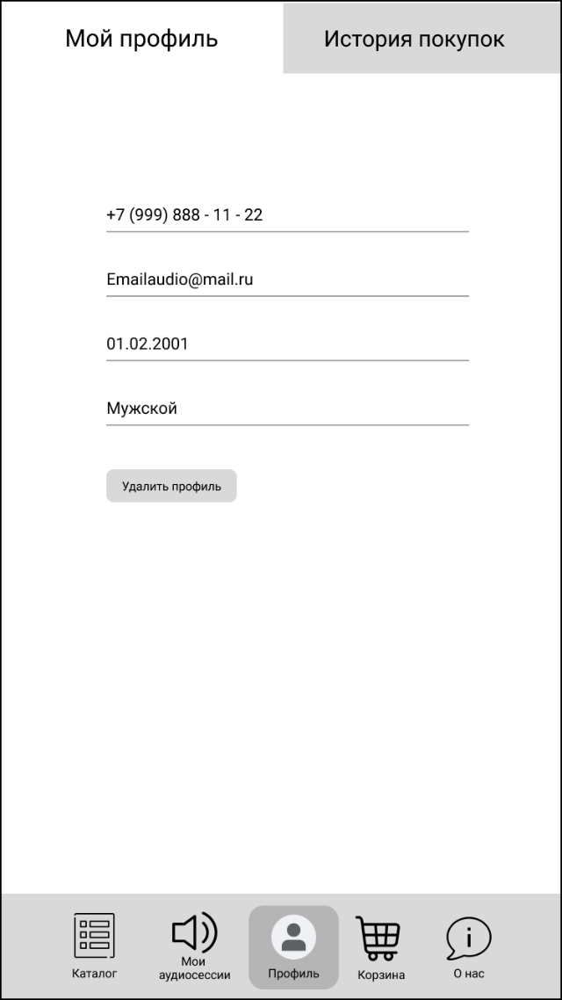 Мой профиль
История покупок
+7 (999) 888 - 11 - 22
Emailaudio@mail.ru
01.02.2001
Мужской
Удалить профиль
Каталог
Мои
аудиосессии
Профиль
Корзина
О нас